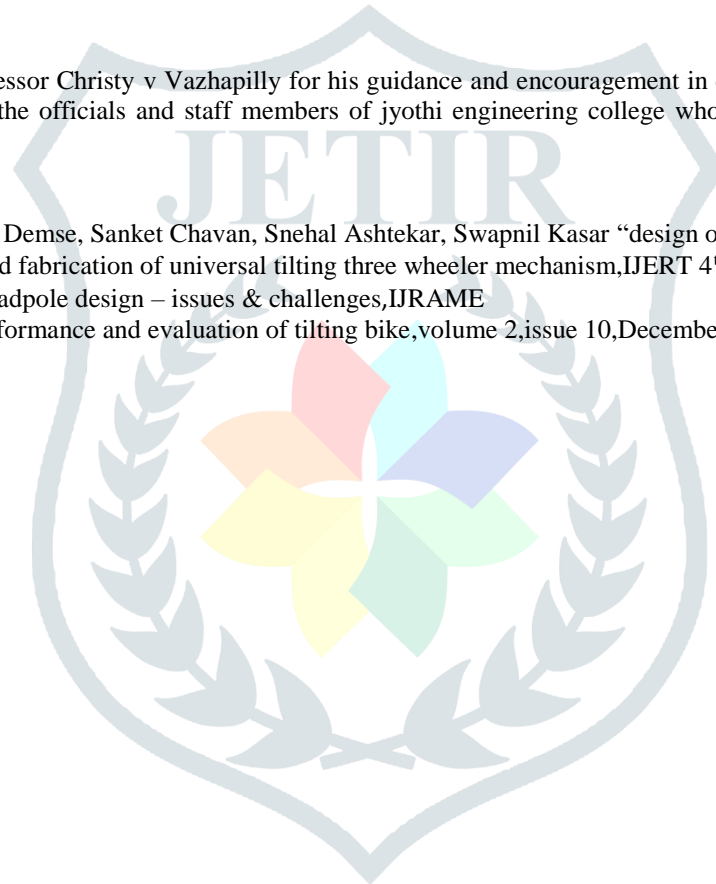 essor Christy v Vazhapilly for his guidance and encouragement in
the officials and staff members of jyothi engineering college who
JETIR
Demse, Sanket Chavan, Snehal Ashtekar, Swapnil Kasar “design o
d fabrication of universal tilting three wheeler mechanism,IJERT 4
adpole design – issues & challenges,IJRAME
formance and evaluation of tilting bike,volume 2,issue 10,Decembe